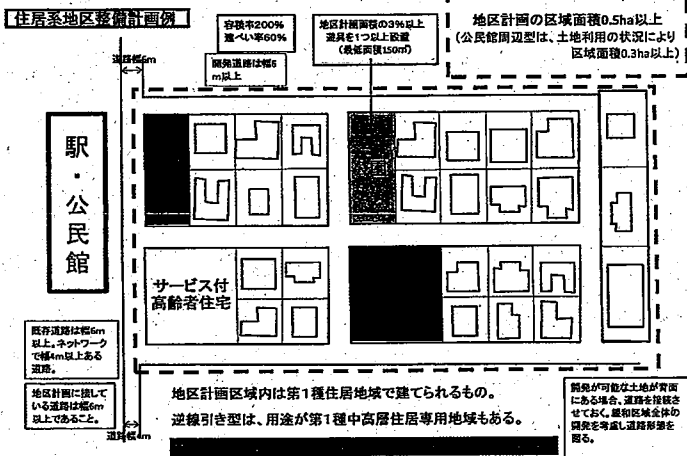 住居系地区整備計画例
容積率200%
建ぺい率60%
地区計画面積の3%以上
遊具を1つ以上設置
(最低面積150㎡)
地区計画の区域面積0.5ha以上
(公民館周辺型は、土地利用の状況により
区域面積0.3ha以上)
道路幅6m
開発道路は幅6
m以上
駅・公民館
サービス付
高齢者住宅
既存道路は幅6m
以上。ネットワーク
で幅4m以上ある
道路。
地区計画に接して
いる道路は幅6m
以上であること。
道路幅4m
地区計画区域内は第1種住居地域で建てられるもの。
逆線引き型は、用途が第1種中高層住居専用地域もある。
開発が可能な土地が背面
にある場合、道路を接続さ
せておく。緩和区域全体の
開発を考慮し道路形態を
図る。